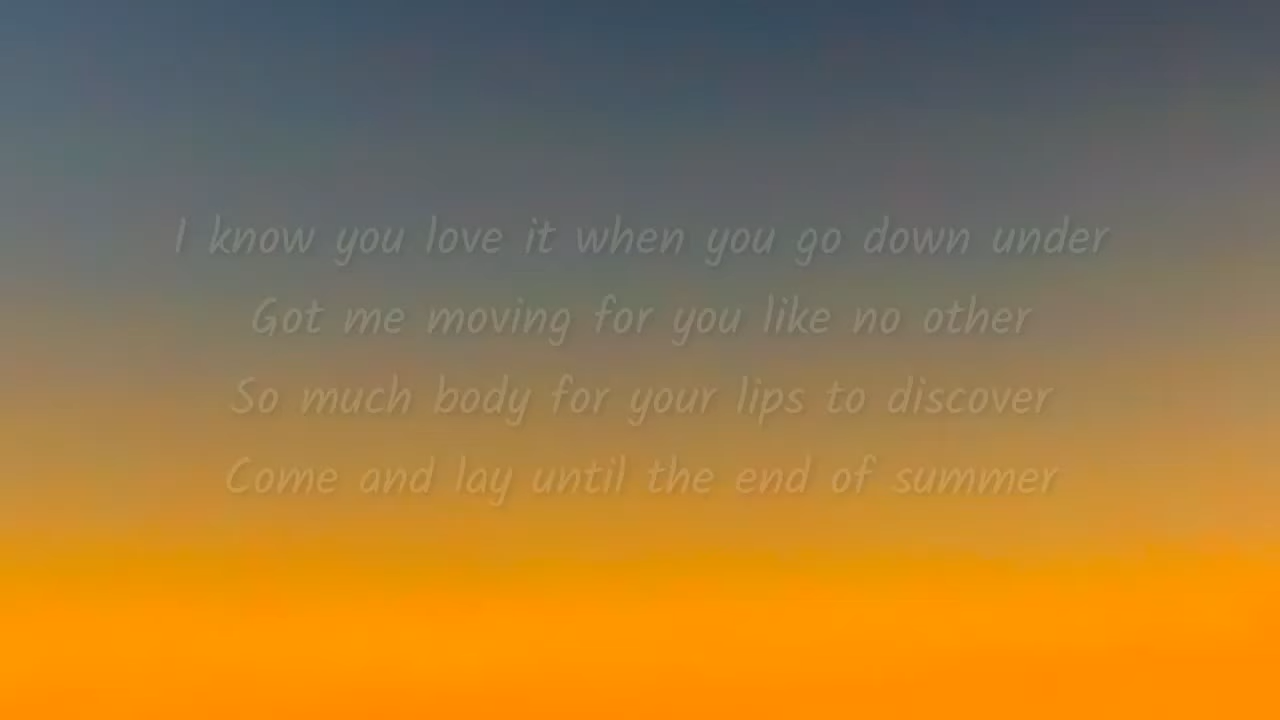 I know you love it when you go down under
Got me moving for you like no other
So much body for your lips to discover
Come and lay until the end of summer